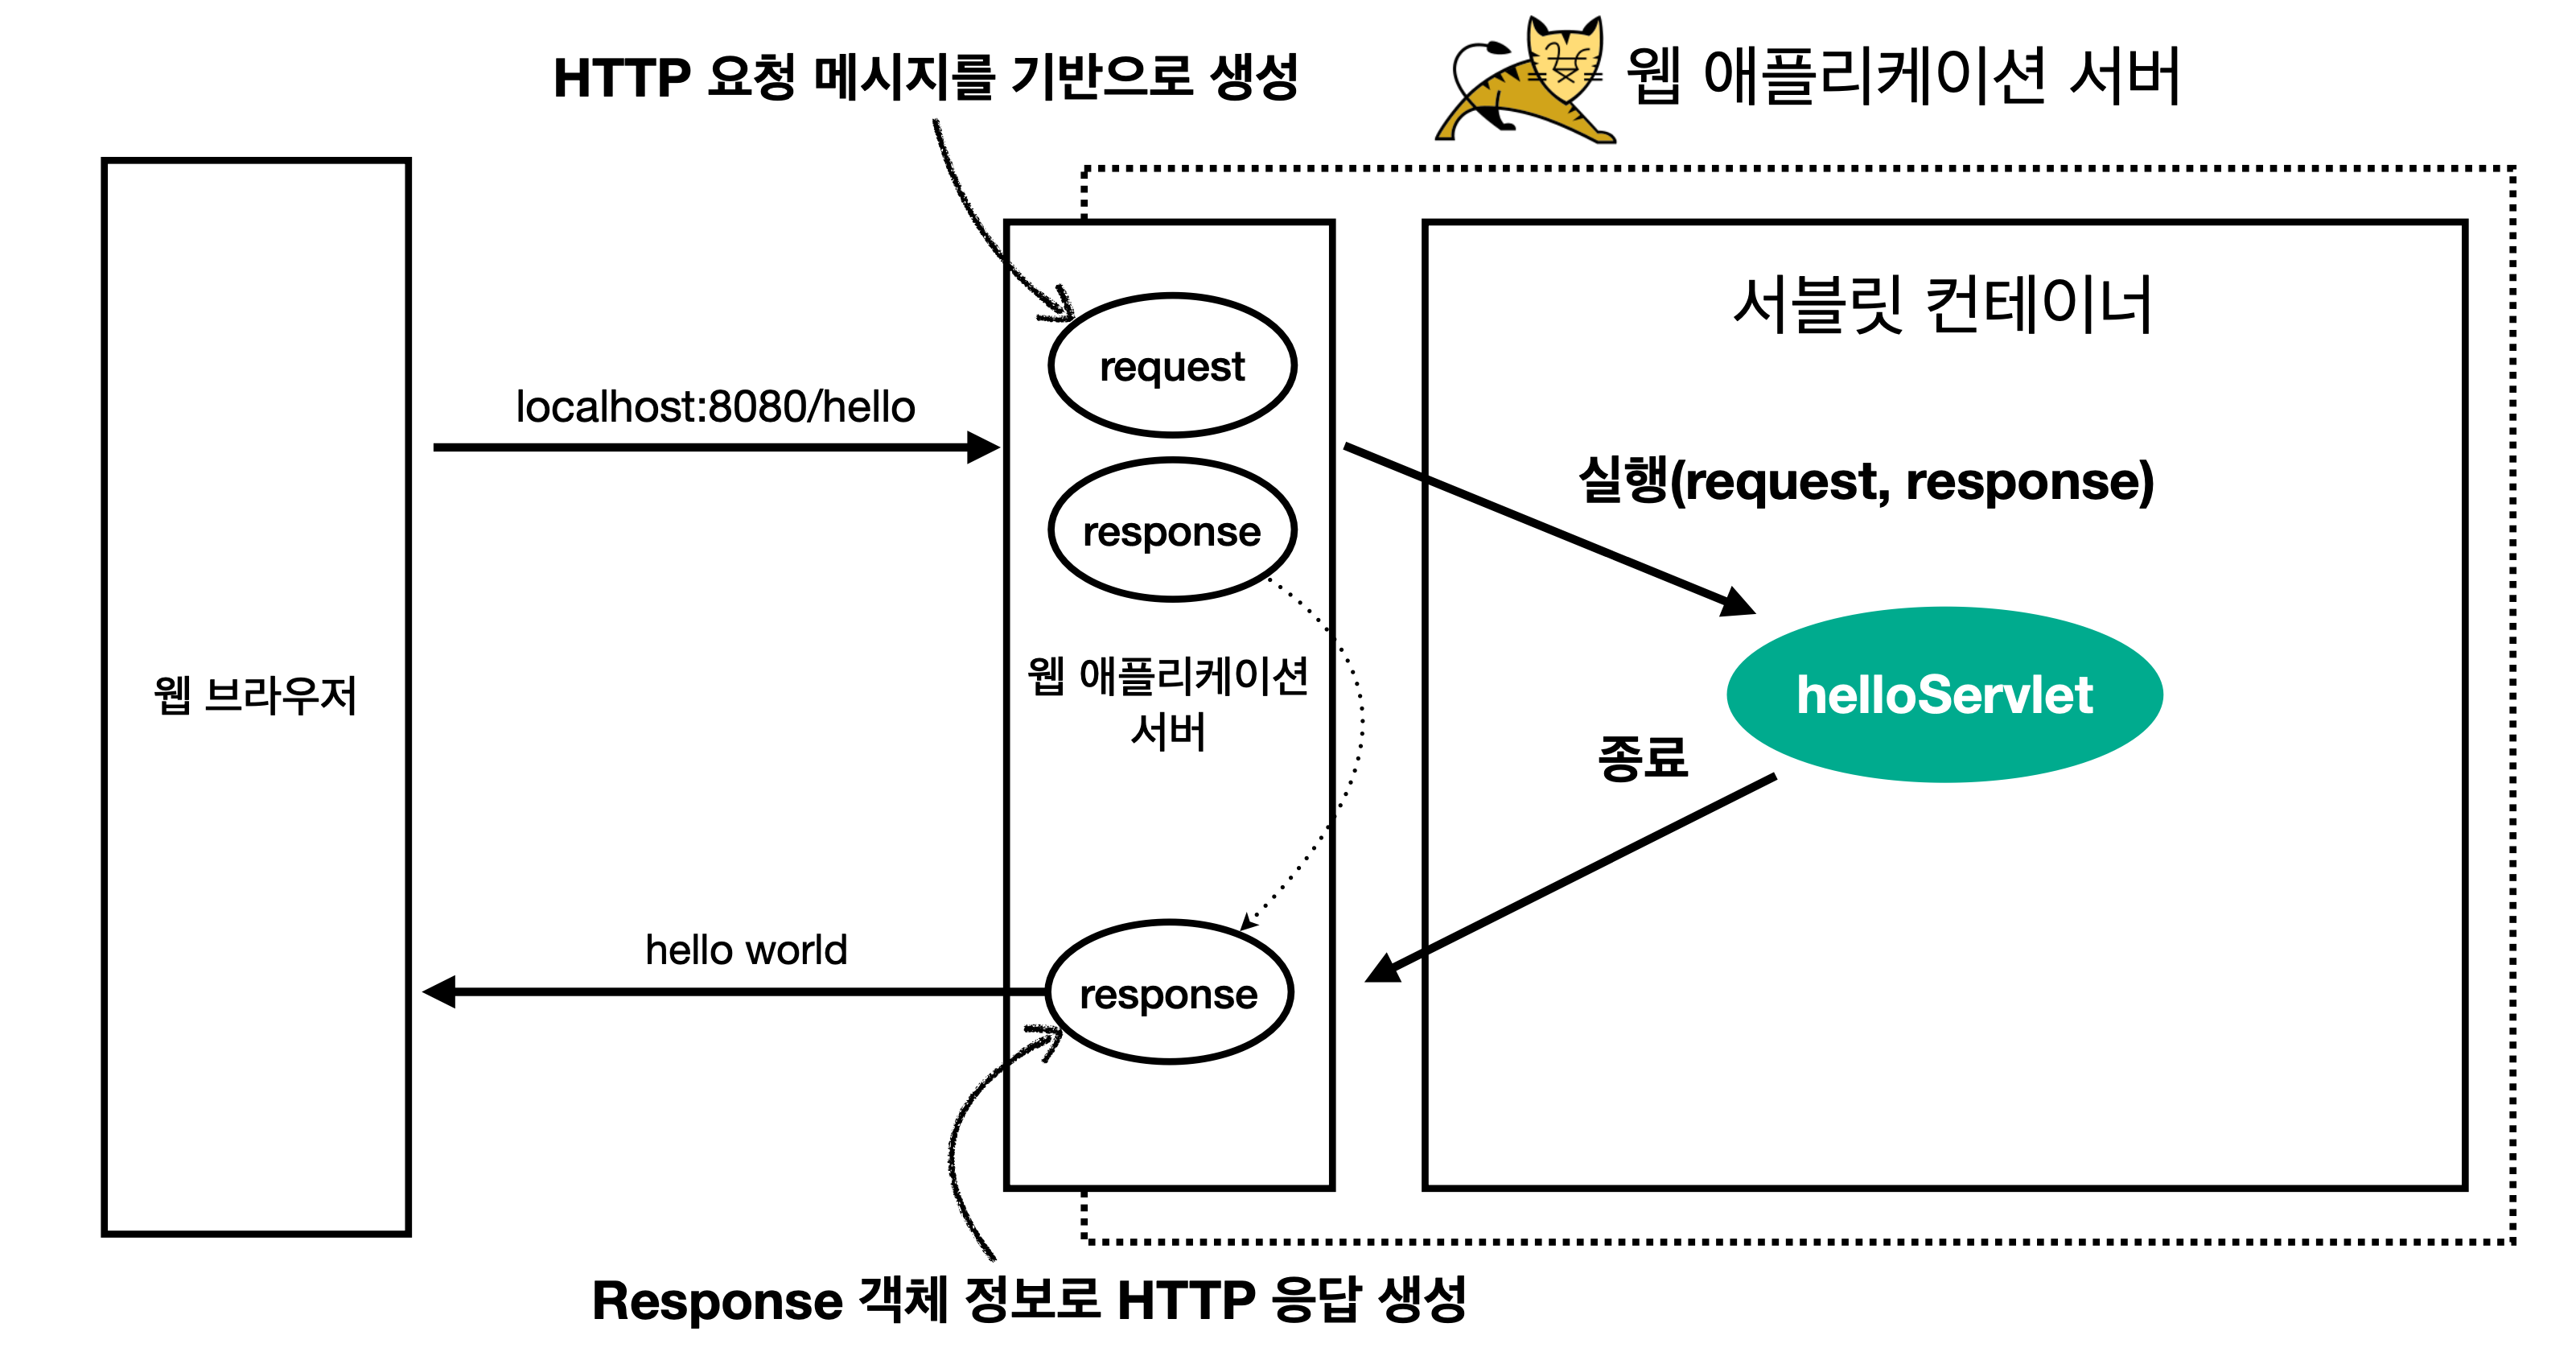 HTTP 요청 메시지를 기반으로 생성
웹 애플리케이션 서버
서블릿 컨테이너
request
localhost:8080/hello
실행(request, response)
response
웹 애플리케이션
서버
웹 브라우저
helloServlet
종료
hello world
response
Response 객체 정보로 HTTP 응답 생성